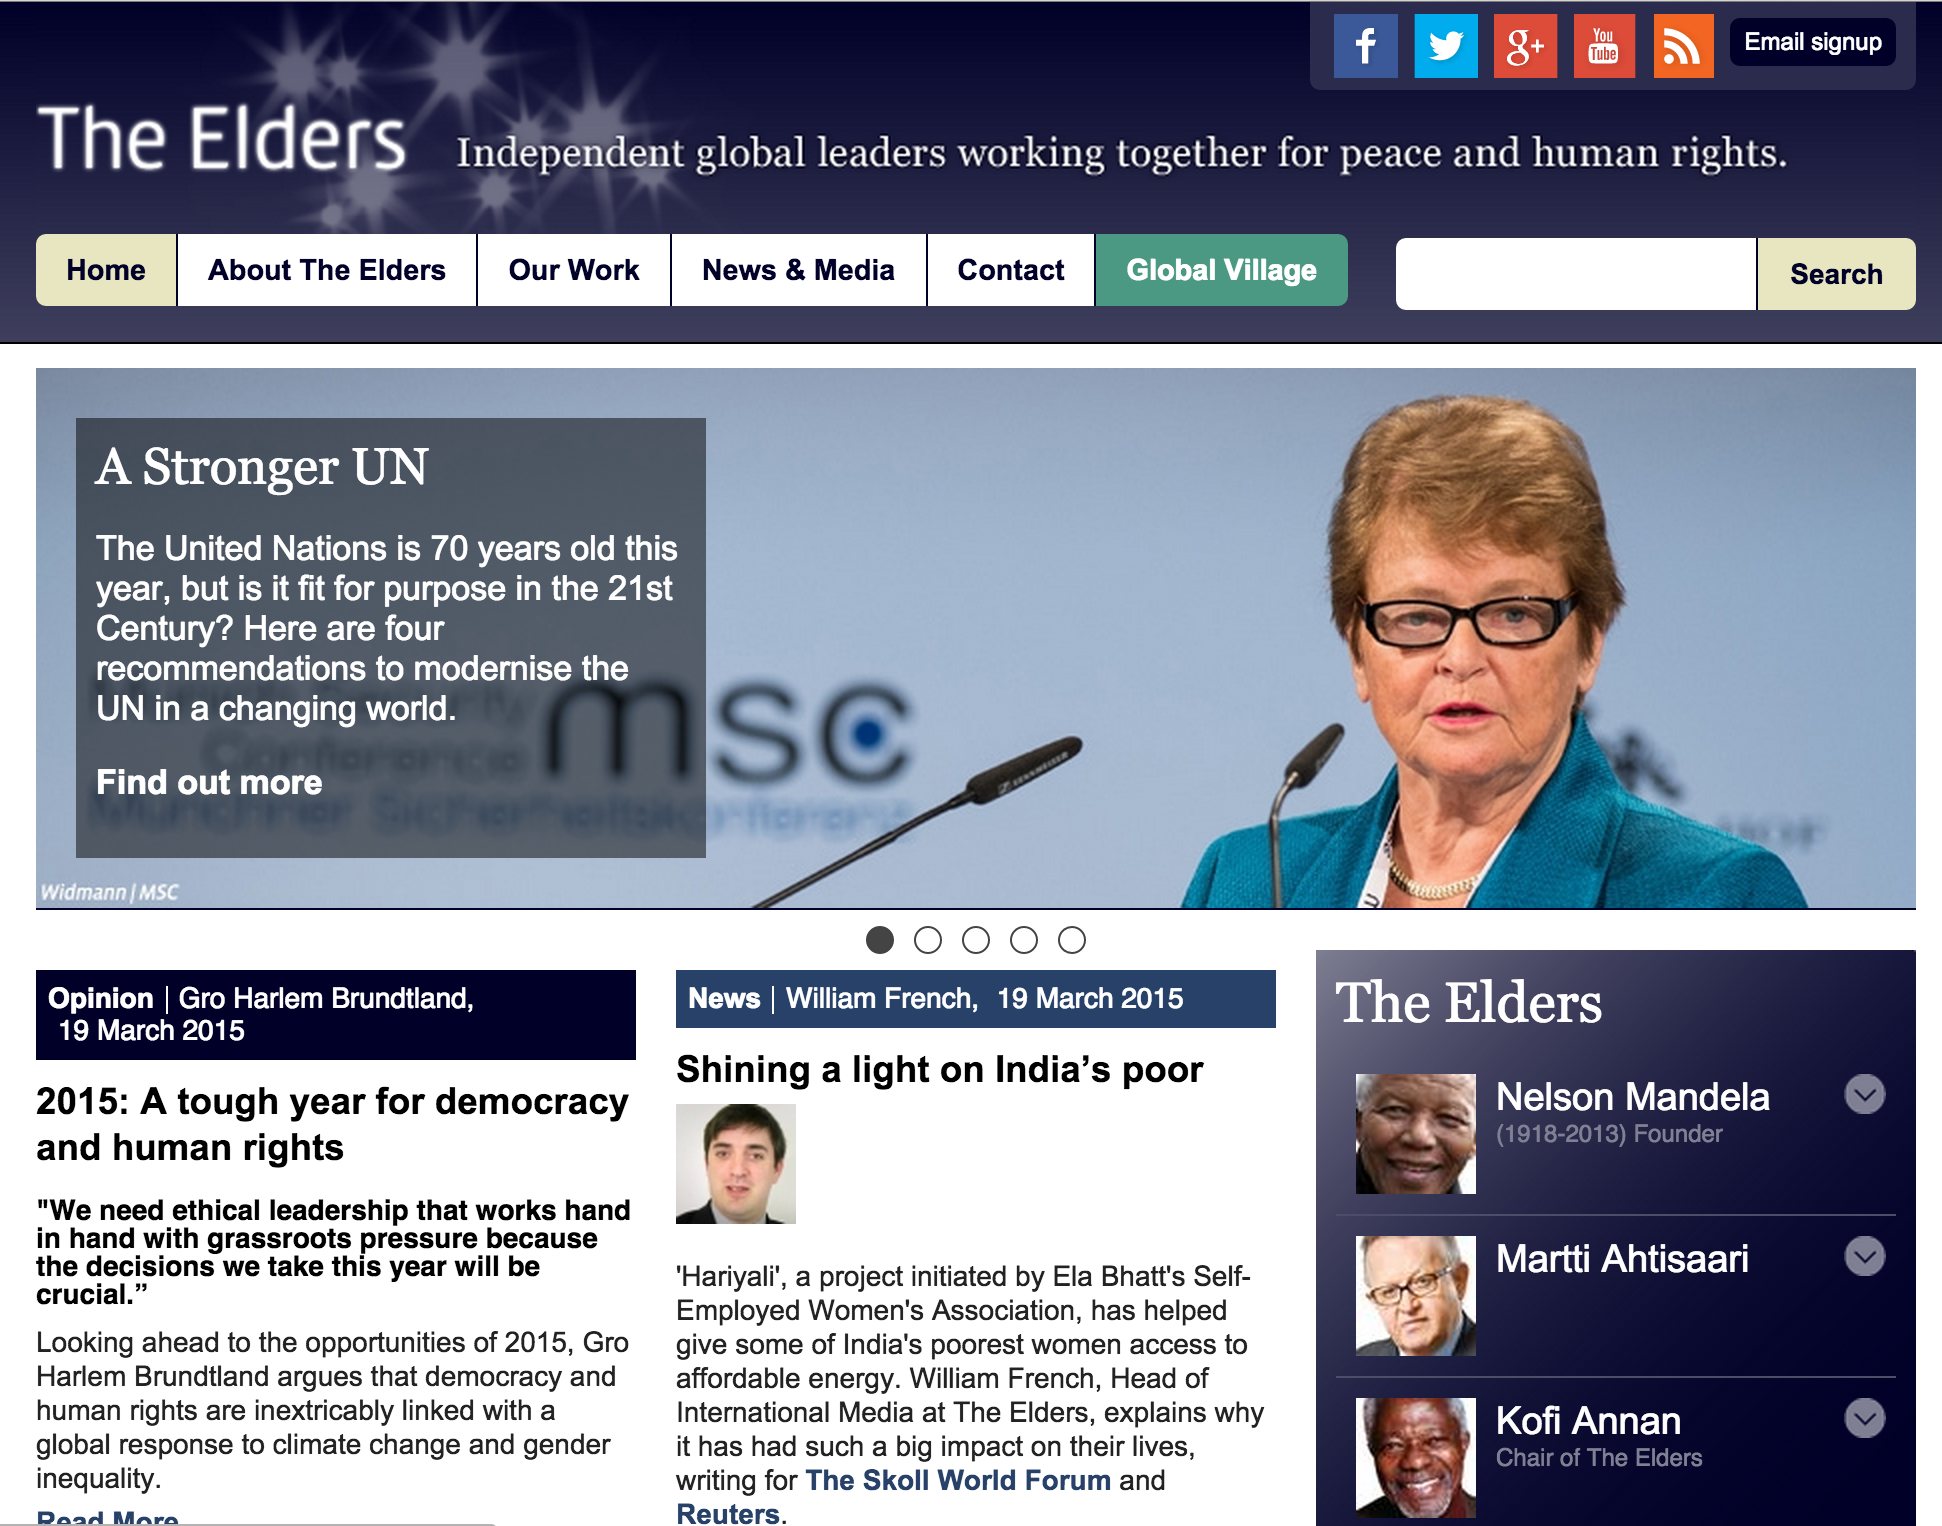 Email signup
The Elders
Independent global leaders working together for peace and human rights.
Home
About The Elders
Our Work
News & Media
Contact
Global Village
Search
A Stronger UN
The United Nations is 70 years old this
year, but is it fit for purpose in the 21st
Century? Here are four
recommendations to modernise the
UN in a changing world.
Find out more
msc
Conference
Münchner Sicherheitskonferenz
SENNHEISER
Widmann | MSC
Opinion | Gro Harlem Brundtland,
19 March 2015
2015: A tough year for democracy
and human rights
"We need ethical leadership that works hand
in hand with grassroots pressure because
the decisions we take this year will be
crucial.”
Looking ahead to the opportunities of 2015, Gro
Harlem Brundtland argues that democracy and
human rights are inextricably linked with a
global response to climate change and gender
inequality.
Read More
News | William French, 19 March 2015
Shining a light on India’s poor
'Hariyali', a project initiated by Ela Bhatt's Self-
Employed Women's Association, has helped
give some of India's poorest women access to
affordable energy. William French, Head of
International Media at The Elders, explains why
it has had such a big impact on their lives,
writing for The Skoll World Forum and
Reuters.
The Elders
Nelson Mandela
(1918-2013) Founder
Martti Ahtisaari
Kofi Annan
Chair of The Elders